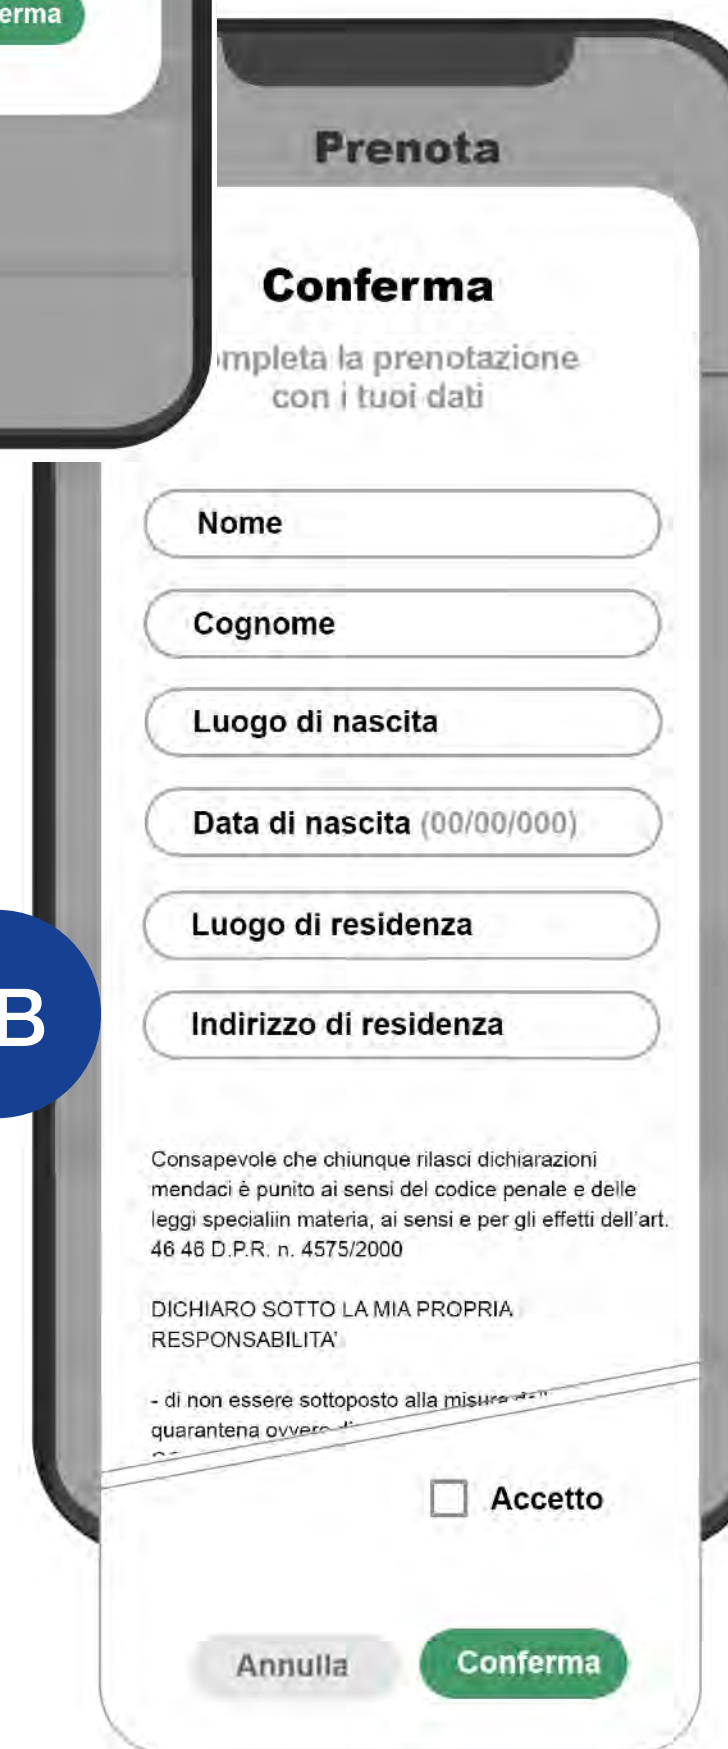 erma
Prenota
Conferma
mpleta la prenotazione
con i tuoi dati
Nome
Cognome
Luogo di nascita
Data di nascita (00/00/000)
Luogo di residenza
Indirizzo di residenza
B
Consapevole che chiunque rilasci dichiarazioni
mendaci è punito ai sensi del codice penale e delle
leggi specialiin materia, ai sensi e per gli effetti dell'art.
46 46 D.P.R. n. 4575/2000
DICHIARO SOTTO LA MIA PROPRIA
RESPONSABILITA'
- di non essere sottoposto alla misura
quarantena ovvero
Accetto
Annulla
Conferma